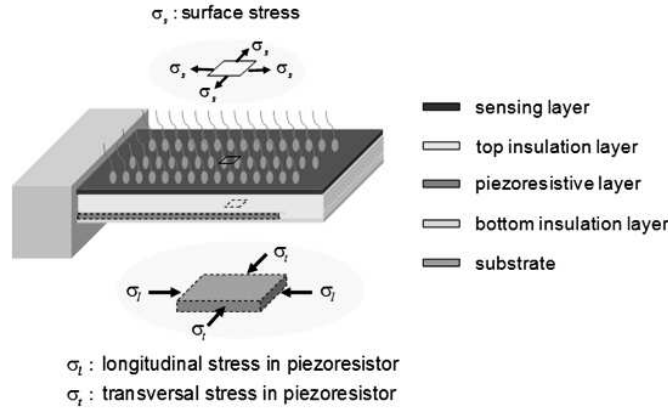 σs : surface stress
σs
σs
σs
σs
sensing layer
top insulation layer
piezoresistive layer
bottom insulation layer
substrate
σt
σl
σl
σt
σl : longitudinal stress in piezoresistor
σt : transversal stress in piezoresistor